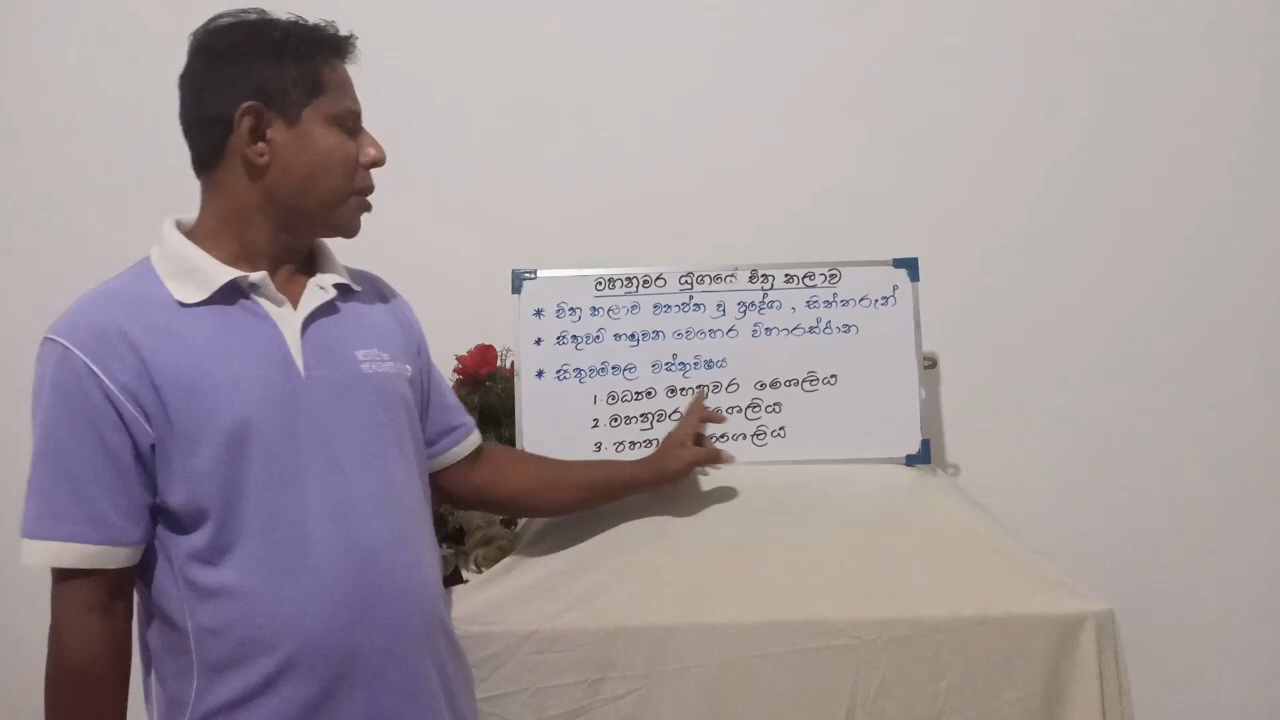 මහනුවර යුගයේ චිත්‍ර කලාව
* චිත්‍ර කලාව ව්‍යාප්ත වූ ප්‍රදේශ , සිත්තරුන්
* සිතුවම් හමුවන වෙහෙර විහාරස්ථාන
* සිතුවම්වල වස්තුවිෂය
1. මධ්‍යම මහනුවර ශෛලිය
2. මහනුවර ශෛලිය
3. පහත ශෛලිය